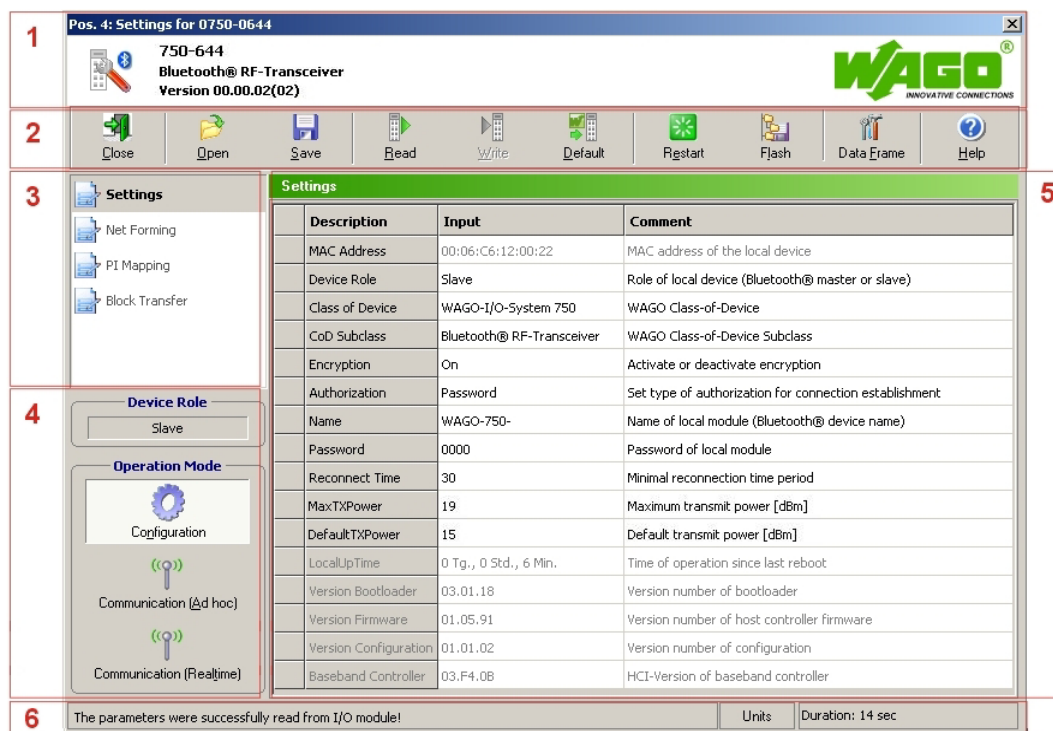 1
Pos. 4: Settings for 0750-0644
750-644
Bluetooth® RF-Transceiver
Version 00.00.02(02)
WAGO®
INNOVATIVE CONNECTIONS
2
Close Open Save Read Write Default Restart Flash Data Frame Help
3
Settings
Net Forming
PI Mapping
Block Transfer
4
Device Role
Slave
Operation Mode
Configuration
Communication (Ad hoc)
Communication (Realtime)
5
Settings
Description Input Comment
MAC Address 00:06:C6:12:00:22 MAC address of the local device
Device Role Slave Role of local device (Bluetooth® master or slave)
Class of Device WAGO-I/O-System 750 WAGO Class-of-Device
CoD Subclass Bluetooth® RF-Transceiver WAGO Class-of-Device Subclass
Encryption On Activate or deactivate encryption
Authorization Password Set type of authorization for connection establishment
Name WAGO-750- Name of local module (Bluetooth® device name)
Password 0000 Password of local module
Reconnect Time 30 Minimal reconnection time period
MaxTXPower 19 Maximum transmit power [dBm]
DefaultTXPower 15 Default transmit power [dBm]
LocalUpTime 0 Tg., 0 Std., 6 Min. Time of operation since last reboot
Version Bootloader 03.01.18 Version number of bootloader
Version Firmware 01.05.91 Version number of host controller firmware
Version Configuration 01.01.02 Version number of configuration
Baseband Controller 03.F4.0B HCI-Version of baseband controller
6
The parameters were successfully read from I/O module! Units Duration: 14 sec